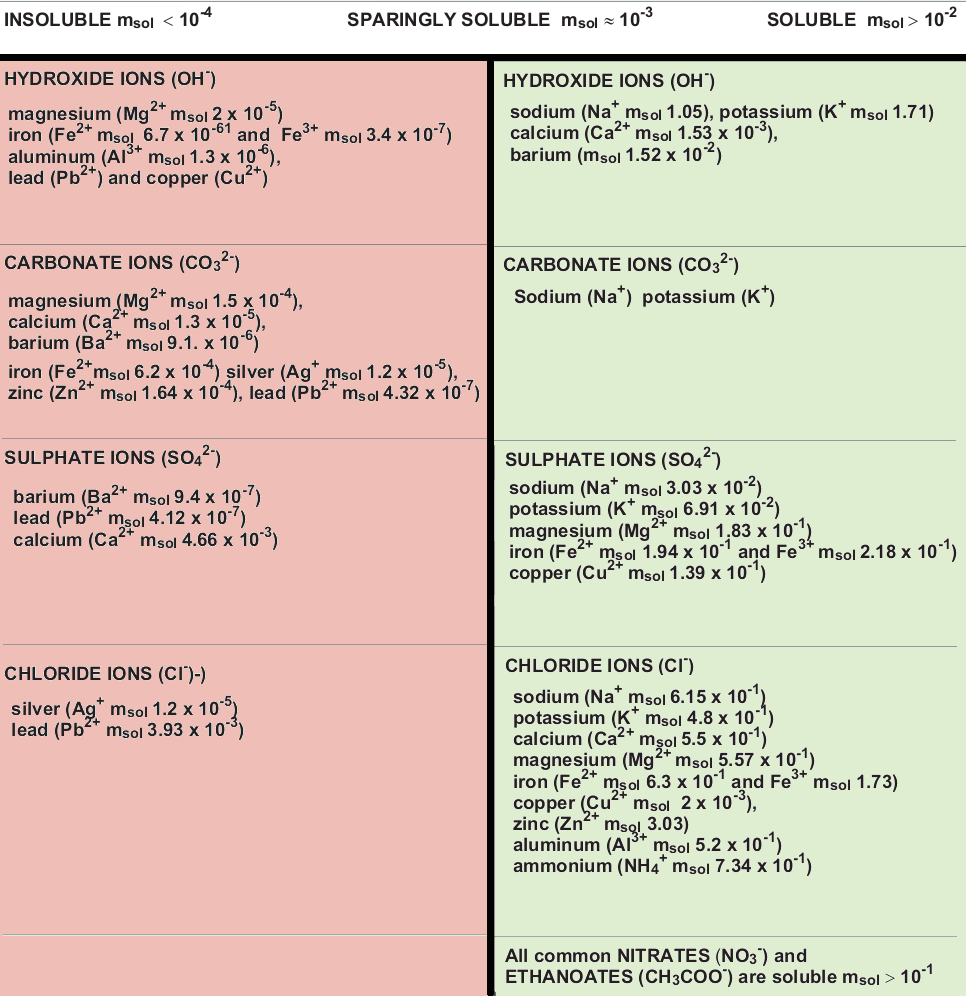 INSOLUBLE msol < 10⁻⁴ SPARINGLY SOLUBLE msol ≈ 10⁻³ SOLUBLE msol > 10⁻²
HYDROXIDE IONS (OH⁻)
magnesium (Mg²⁺ msol 2 x 10⁻⁵)
iron (Fe²⁺ msol 6.7 x 10⁻⁶¹ and Fe³⁺ msol 3.4 x 10⁻⁷)
aluminum (Al³⁺ msol 1.3 x 10⁻⁶),
lead (Pb²⁺) and copper (Cu²⁺)
HYDROXIDE IONS (OH⁻)
sodium (Na⁺ msol 1.05), potassium (K⁺ msol 1.71)
calcium (Ca²⁺ msol 1.53 x 10⁻³),
barium (msol 1.52 x 10⁻²)
CARBONATE IONS (CO₃²⁻)
magnesium (Mg²⁺ msol 1.5 x 10⁻⁴),
calcium (Ca²⁺ msol 1.3 x 10⁻⁵),
barium (Ba²⁺ msol 9.1. x 10⁻⁶)
iron (Fe²⁺msol 6.2 x 10⁻⁴) silver (Ag⁺ msol 1.2 x 10⁻⁵),
zinc (Zn²⁺ msol 1.64 x 10⁻⁴), lead (Pb²⁺ msol 4.32 x 10⁻⁷)
CARBONATE IONS (CO₃²⁻)
Sodium (Na⁺) potassium (K⁺)
SULPHATE IONS (SO₄²⁻)
barium (Ba²⁺ msol 9.4 x 10⁻⁷)
lead (Pb²⁺ msol 4.12 x 10⁻⁷)
calcium (Ca²⁺ msol 4.66 x 10⁻³)
SULPHATE IONS (SO₄²⁻)
sodium (Na⁺ msol 3.03 x 10⁻²)
potassium (K⁺ msol 6.91 x 10⁻²)
magnesium (Mg²⁺ msol 1.83 x 10⁻¹)
iron (Fe²⁺ msol 1.94 x 10⁻¹ and Fe³⁺ msol 2.18 x 10⁻¹)
copper (Cu²⁺ msol 1.39 x 10⁻¹)
CHLORIDE IONS (Cl⁻)-)
silver (Ag⁺ msol 1.2 x 10⁻⁵)
lead (Pb²⁺ msol 3.93 x 10⁻³)
CHLORIDE IONS (Cl⁻)
sodium (Na⁺ msol 6.15 x 10⁻¹)
potassium (K⁺ msol 4.8 x 10⁻¹)
calcium (Ca²⁺ msol 5.5 x 10⁻¹)
magnesium (Mg²⁺ msol 5.57 x 10⁻¹)
iron (Fe²⁺ msol 6.3 x 10⁻¹ and Fe³⁺ msol 1.73)
copper (Cu²⁺ msol 2 x 10⁻³),
zinc (Zn²⁺ msol 3.03)
aluminum (Al³⁺ msol 5.2 x 10⁻¹)
ammonium (NH₄⁺ msol 7.34 x 10⁻¹)
All common NITRATES (NO₃⁻) and
ETHANOATES (CH₃COO⁻) are soluble msol > 10⁻¹